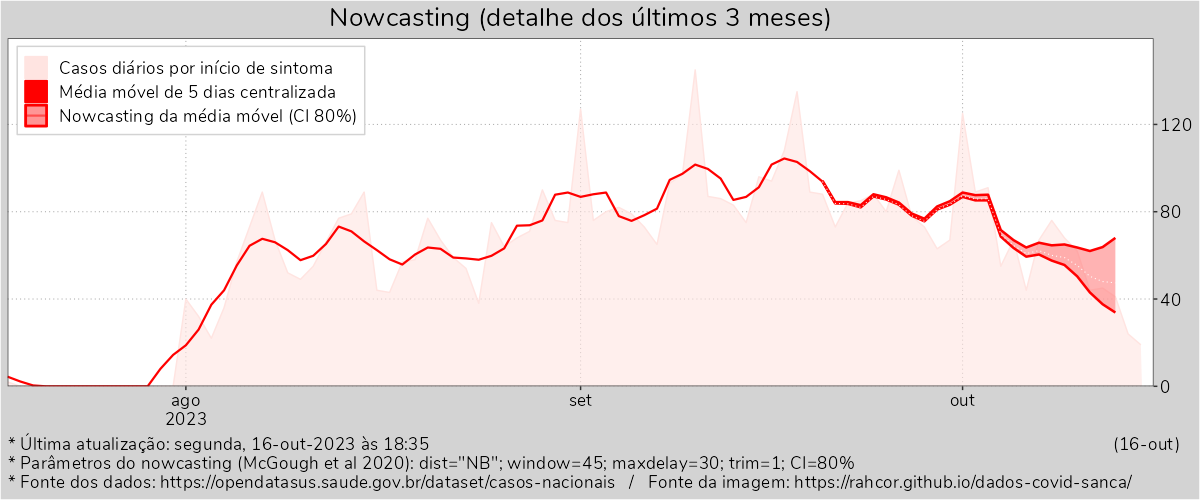 Nowcasting (detalhe dos últimos 3 meses)
Casos diários por início de sintoma
Média móvel de 5 dias centralizada
Nowcasting da média móvel (CI 80%)
120
80
40
0
ago
2023
set
out
* Última atualização: segunda, 16-out-2023 às 18:35
(16-out)
* Parâmetros do nowcasting (McGough et al 2020): dist="NB"; window=45; maxdelay=30; trim=1; CI=80%
* Fonte dos dados: https://opendatasus.saude.gov.br/dataset/casos-nacionais / Fonte da imagem: https://rahcor.github.io/dados-covid-sanca/